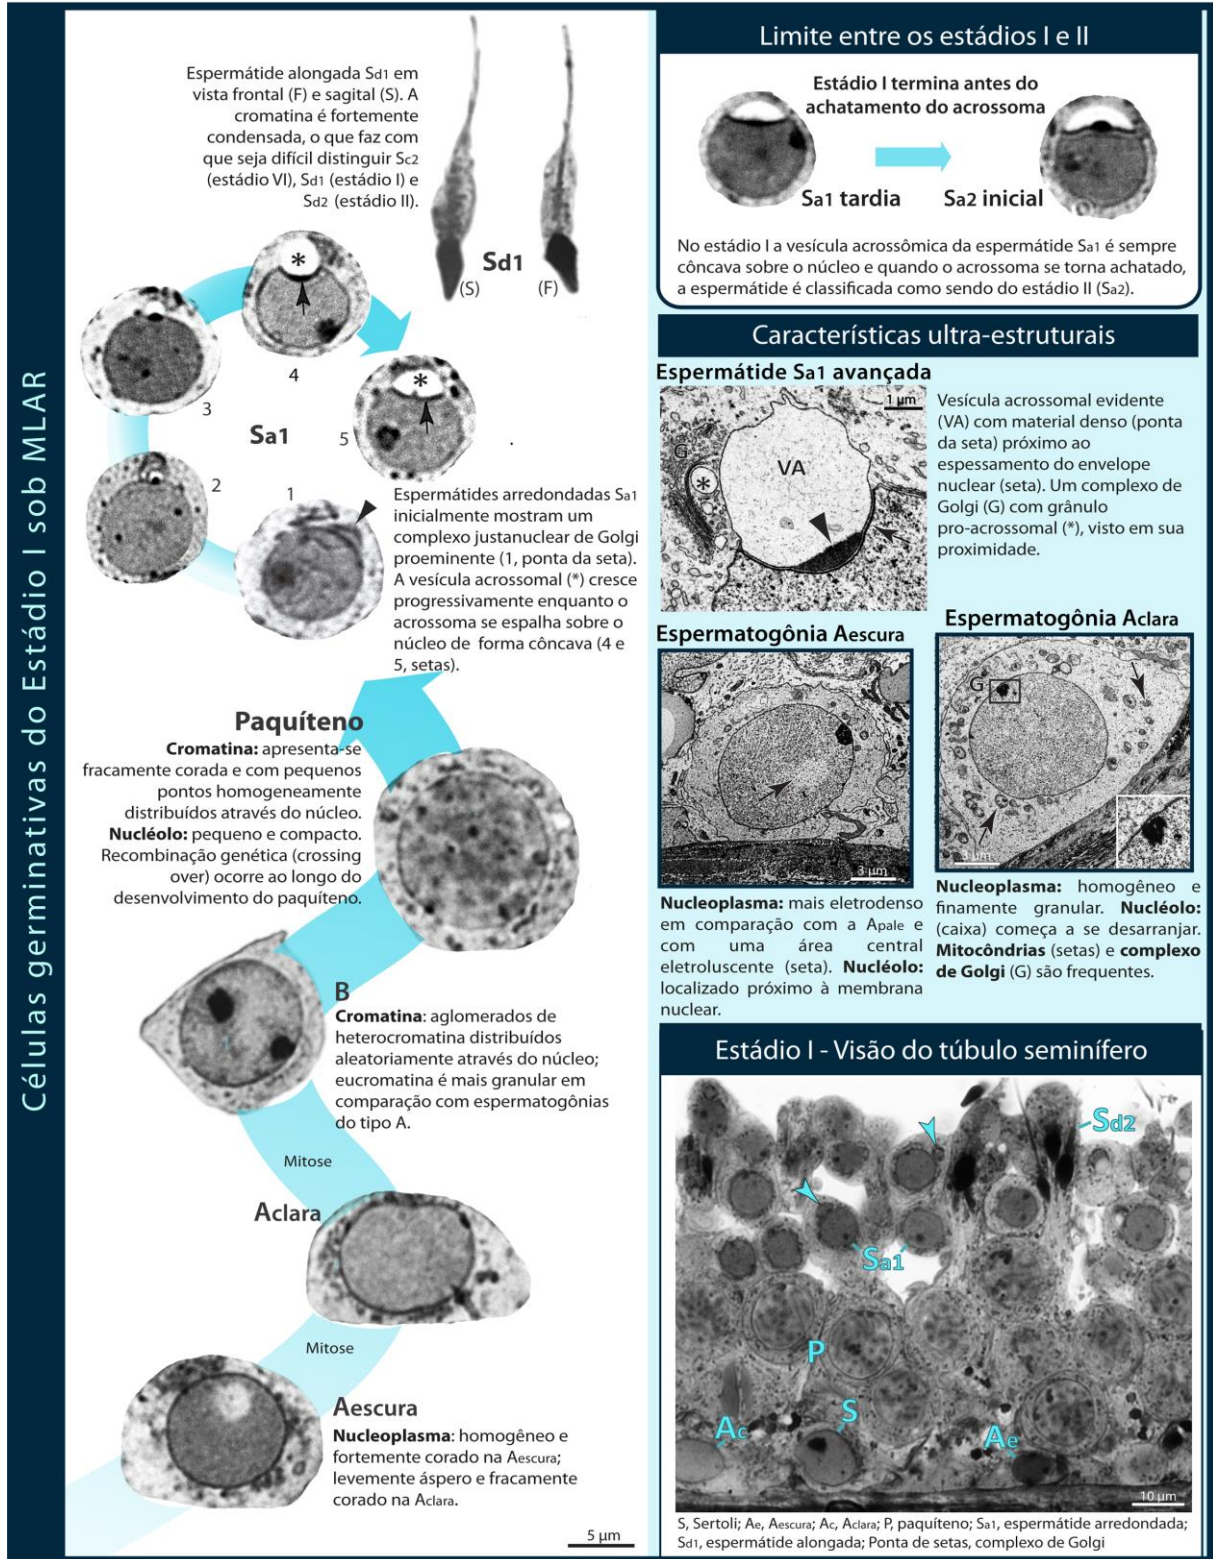 Células germinativas do Estádio I sob MLAR
Espermátide alongada Sd1 em
vista frontal (F) e sagital (S). A
cromatina é fortemente
condensada, o que faz com
que seja difícil distinguir Sc2
(estádio VI), Sd1 (estádio I) e
Sd2 (estádio II).
Sd1
(S)
(F)
*
4
3
Sa1
*
5
.
2
1
Espermátides arredondadas Sa1
inicialmente mostram um
complexo justanuclear de Golgi
proeminente (1, ponta da seta).
A vesícula acrossomal (*) cresce
progressivamente enquanto o
acrossoma se espalha sobre o
núcleo de forma côncava (4 e
5, setas).
Paquíteno
Cromatina: apresenta-se
fracamente corada e com pequenos
pontos homogeneamente
distribuídos através do núcleo.
Nucléolo: pequeno e compacto.
Recombinação genética (crossing
over) ocorre ao longo do
desenvolvimento do paquíteno.
B
Cromatina: aglomerados de
heterocromatina distribuídos
aleatoriamente através do núcleo;
eucromatina é mais granular em
comparação com espermatogônias
do tipo A.
Mitose
Aclara
Mitose
Aescura
Nucleoplasma: homogêneo e
fortemente corado na Aescura;
levemente áspero e fracamente
corado na Aclara.
5 µm
Limite entre os estádios I e II
Estádio I termina antes do
achatamento do acrossoma
Sa1 tardia
Sa2 inicial
No estádio I a vesícula acrossômica da espermátide Sa1 é sempre
côncava sobre o núcleo e quando o acrossoma se torna achatado,
a espermátide é classificada como sendo do estádio II (Sa2).
Características ultra-estruturais
Espermátide Sa1 avançada
1 µm
G
*
VA
Vesícula acrossomal evidente
(VA) com material denso (ponta
da seta) próximo ao
espessamento do envelope
nuclear (seta). Um complexo de
Golgi (G) com grânulo
pro-acrossomal (*), visto em sua
proximidade.
Espermatogônia Aescura
3 µm
Nucleoplasma: mais eletrodenso
em comparação com a Apale e
com uma área central
eletroluscente (seta). Nucléolo:
localizado próximo à membrana
nuclear.
Espermatogônia Aclara
G
3 µm
Nucleoplasma: homogêneo e
finamente granular. Nucléolo:
(caixa) começa a se desarranjar.
Mitocôndrias (setas) e complexo
de Golgi (G) são frequentes.
Estádio I - Visão do túbulo seminífero
Sd2
Sa1
P
S
Ac
Ae
10 µm
S, Sertoli; Ae, Aescura; Ac, Aclara; P, paquíteno; Sa1, espermátide arredondada;
Sd1, espermátide alongada; Ponta de setas, complexo de Golgi